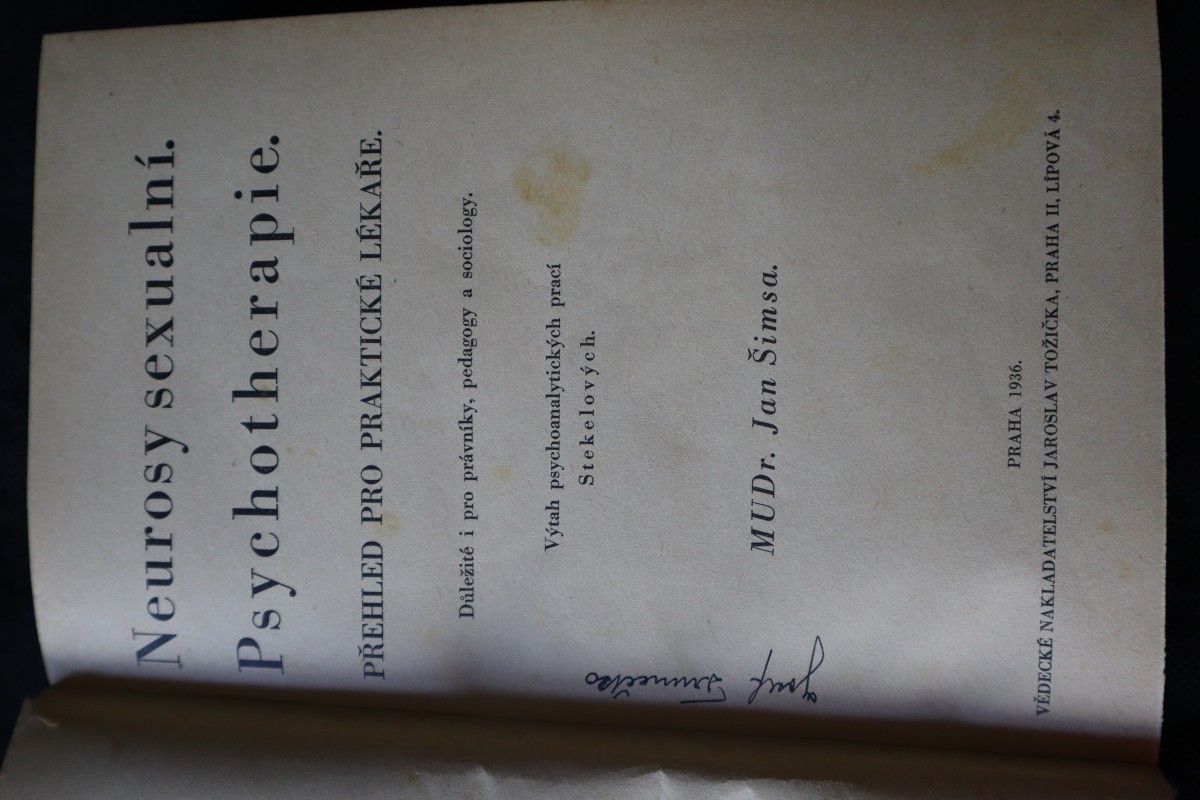 Neurosy sexualní.
Psychotherapie.
PŘEHLED PRO PRAKTICKÉ LÉKAŘE.
Důležité i pro právníky, pedagogy a sociology.
Výtah psychoanalytických prací
Stekelových.
MUDr. Jan Šimsa.
PRAHA 1936.
VĚDECKÉ NAKLADATELSTVÍ JAROSLAV TOŽIČKA, PRAHA II, LÍPOVÁ 4.